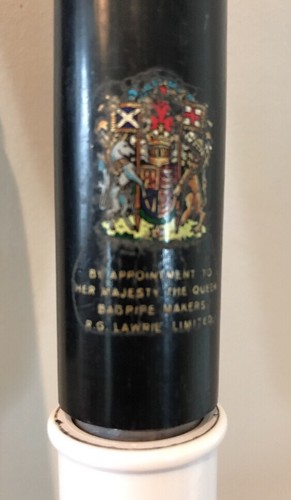 BY APPOINTMENT TO
HER MAJESTY THE QUEEN
BAGPIPE MAKERS
R.G. LAWRIE LIMITED